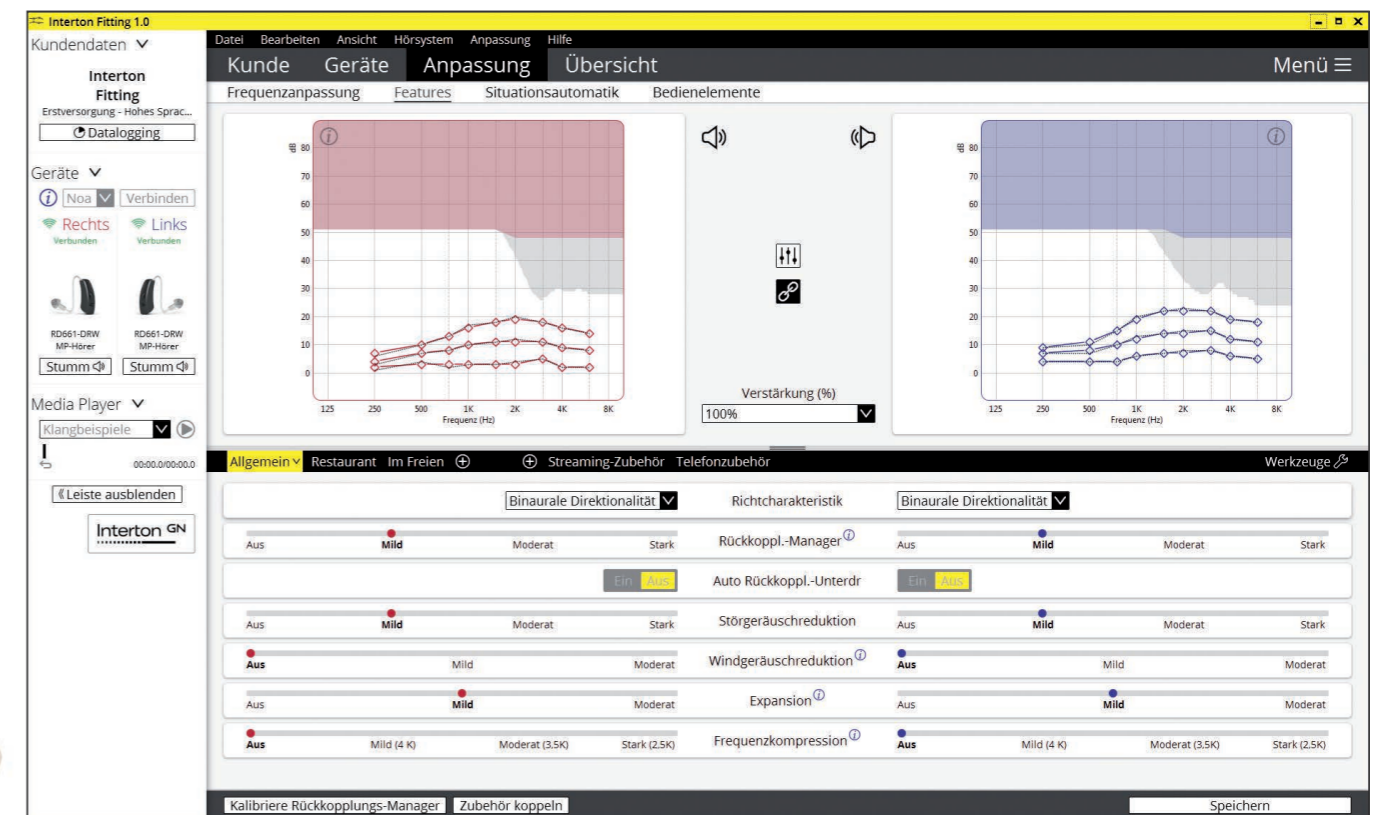 Interton Fitting 1.0
Kundendaten
Interton
Fitting
Erstversorgung - Hohes Sprac...
Datalogging
Geräte
Noa Verbinden
Rechts Links
Verbunden Verbunden
RD661-DRW RD661-DRW
MP-Hörer MP-Hörer
Stumm Stumm
Media Player
Klangbeispiele
00:00.0/00:00.0
Leiste ausblenden
Interton GN
Datei Bearbeiten Ansicht Hörsystem Anpassung Hilfe
Kunde Geräte Anpassung Übersicht Menü
Frequenzanpassung Features Situationsautomatik Bedienelemente
dB 80
70
60
50
40
30
20
10
0
125 250 500 1K 2K 4K 8K
Frequenz (Hz)
Verstärkung (%)
100%
dB 80
70
60
50
40
30
20
10
0
125 250 500 1K 2K 4K 8K
Frequenz (Hz)
Allgemein Restaurant Im Freien Streaming-Zubehör Telefonzubehör Werkzeuge
Binaurale Direktionalität Richtcharakteristik Binaurale Direktionalität
Aus Mild Moderat Stark Rückkoppl.-Manager Aus Mild Moderat Stark
Ein Aus Auto Rückkoppl.-Unterdr Ein Aus
Aus Mild Moderat Stark Störgeräuschreduktion Aus Mild Moderat Stark
Aus Mild Moderat Windgeräuschreduktion Aus Mild Moderat
Aus Mild Moderat Expansion Aus Mild Moderat
Aus Mild (4 K) Moderat (3,5K) Stark (2,5K) Frequenzkompression Aus Mild (4 K) Moderat (3,5K) Stark (2,5K)
Kalibriere Rückkopplungs-Manager Zubehör koppeln Speichern